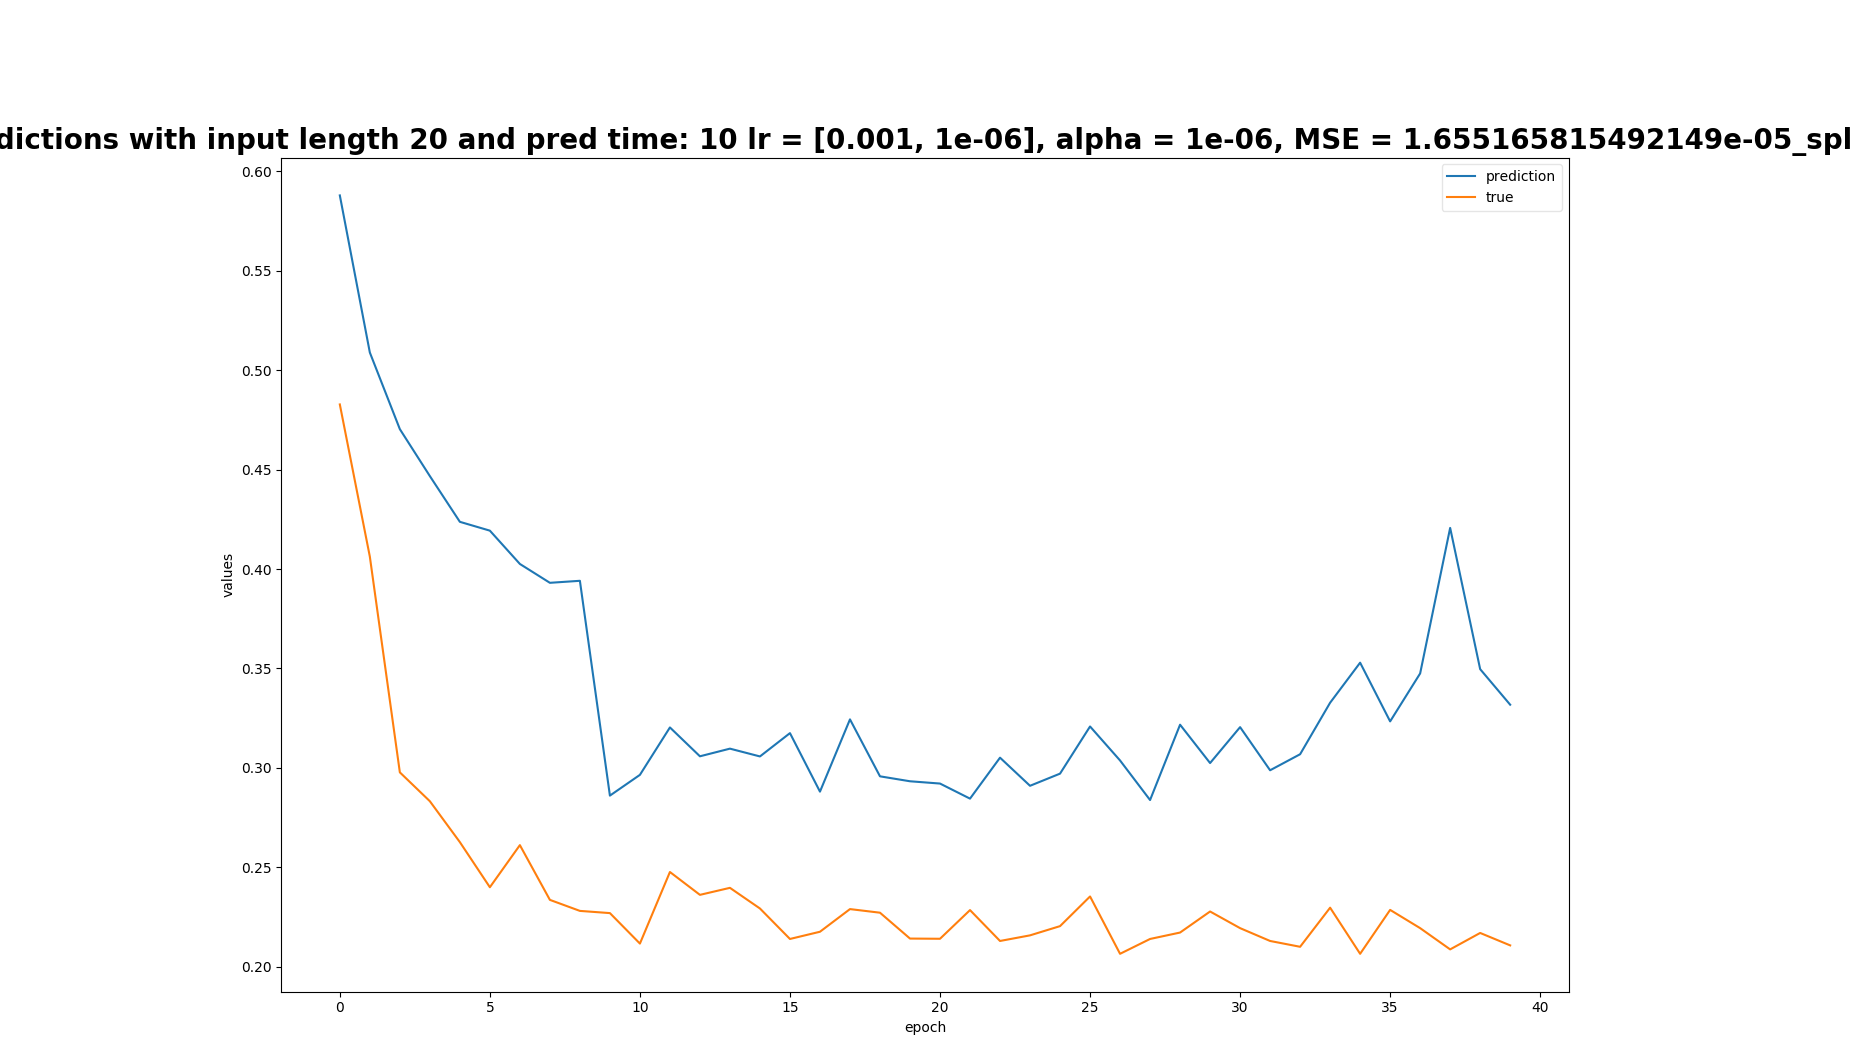 dictions with input length 20 and pred time: 10 lr = [0.001, 1e-06], alpha = 1e-06, MSE = 1.655165815492149e-05_spl
prediction
true
0.60
0.55
0.50
0.45
0.40
0.35
0.30
0.25
0.20
values
0 5 10 15 20 25 30 35 40
epoch